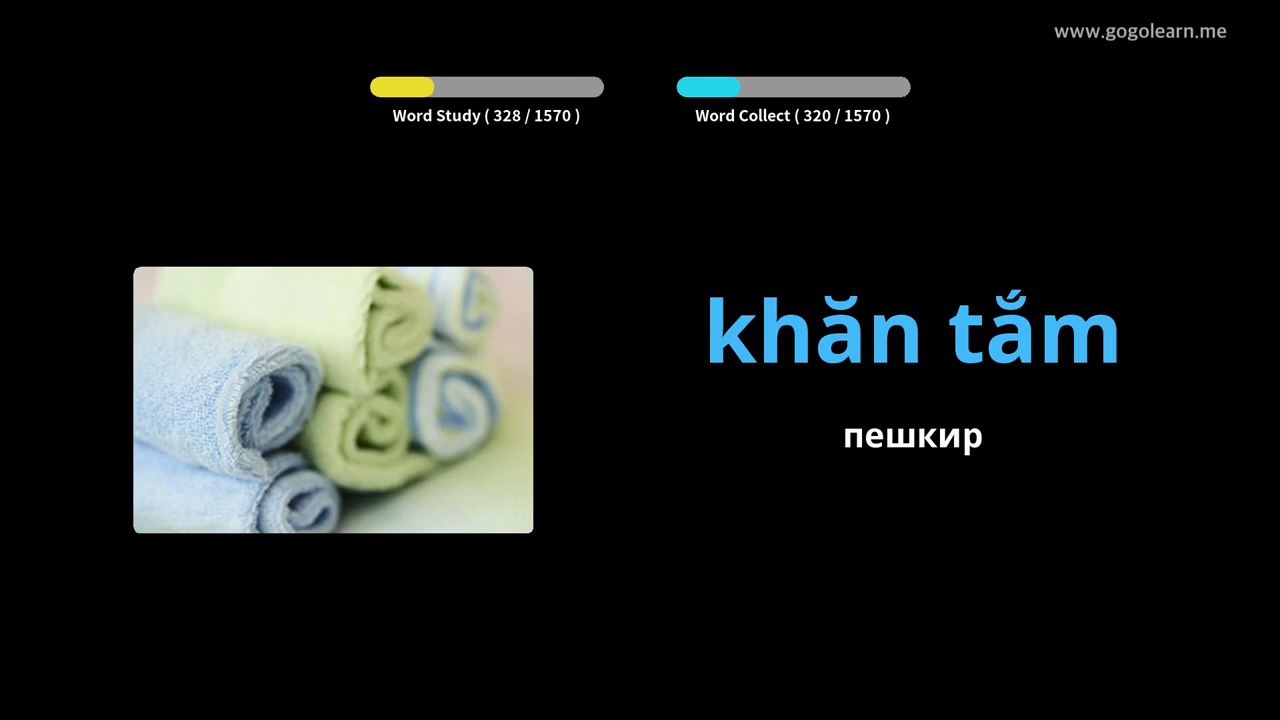 www.gogolearn.me
Word Study ( 328 / 1570 )
Word Collect ( 320 / 1570 )
khăn tắm
пешкир